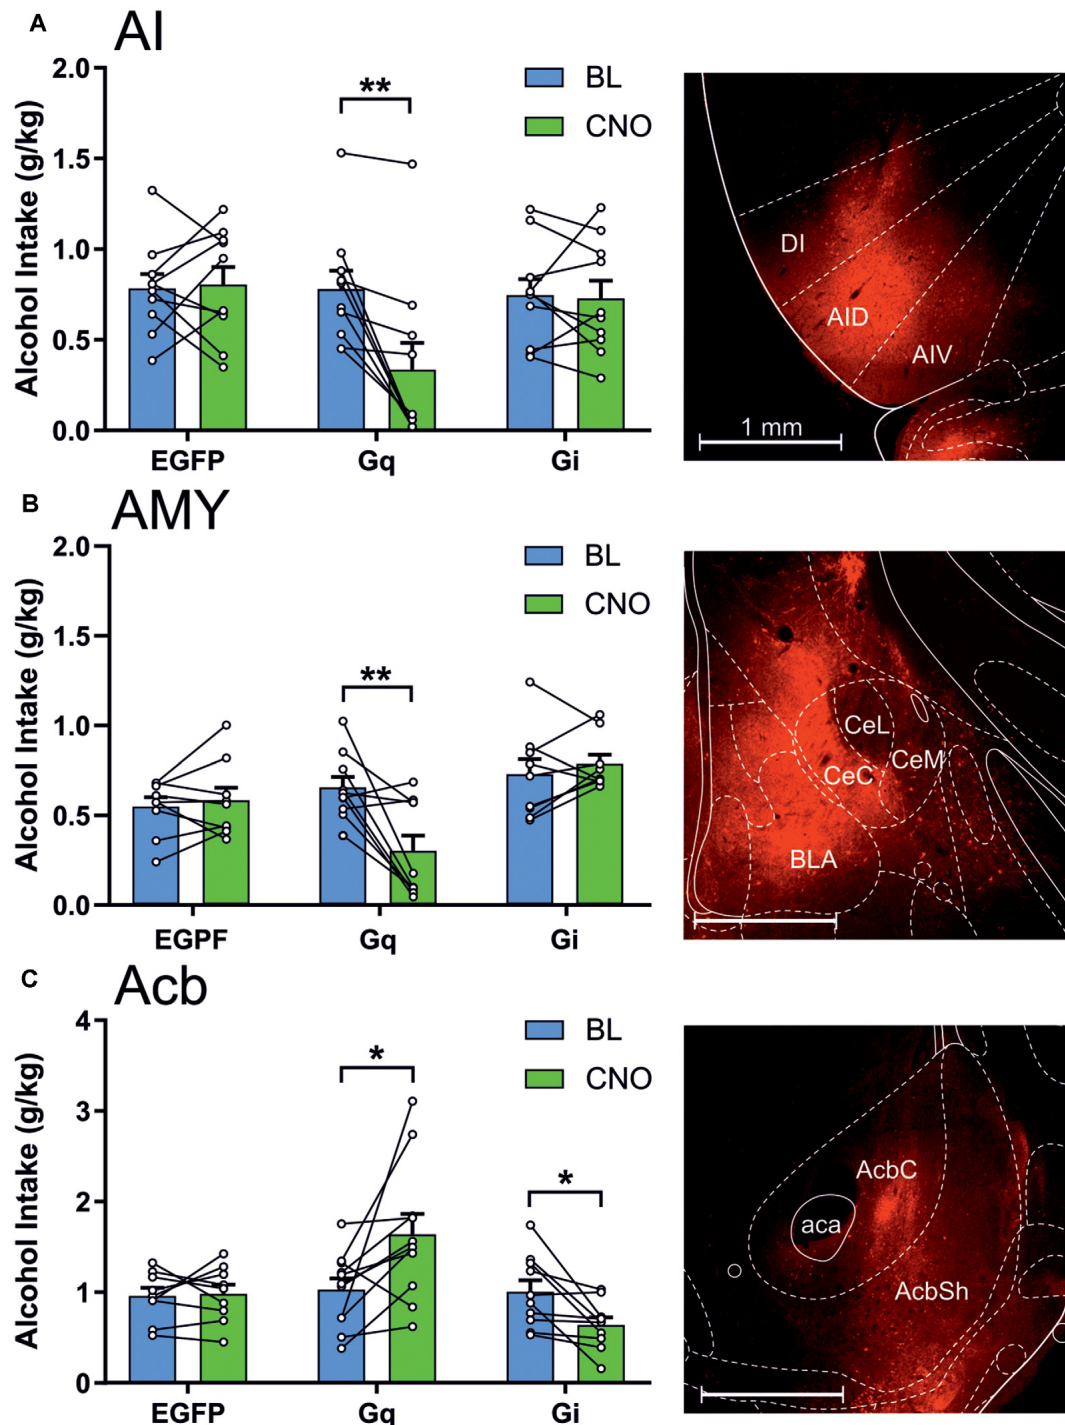 A AI
Alcohol Intake (g/kg)
2.0
1.5
1.0
0.5
0.0
BL
CNO
**
EGFP Gq Gi
DI
AID
AIV
1 mm
B AMY
Alcohol Intake (g/kg)
2.0
1.5
1.0
0.5
0.0
BL
CNO
**
EGPF Gq Gi
CeL
CeM
CeC
BLA
C Acb
Alcohol Intake (g/kg)
4
3
2
1
0
BL
CNO
*
*
EGFP Gq Gi
AcbC
aca
AcbSh